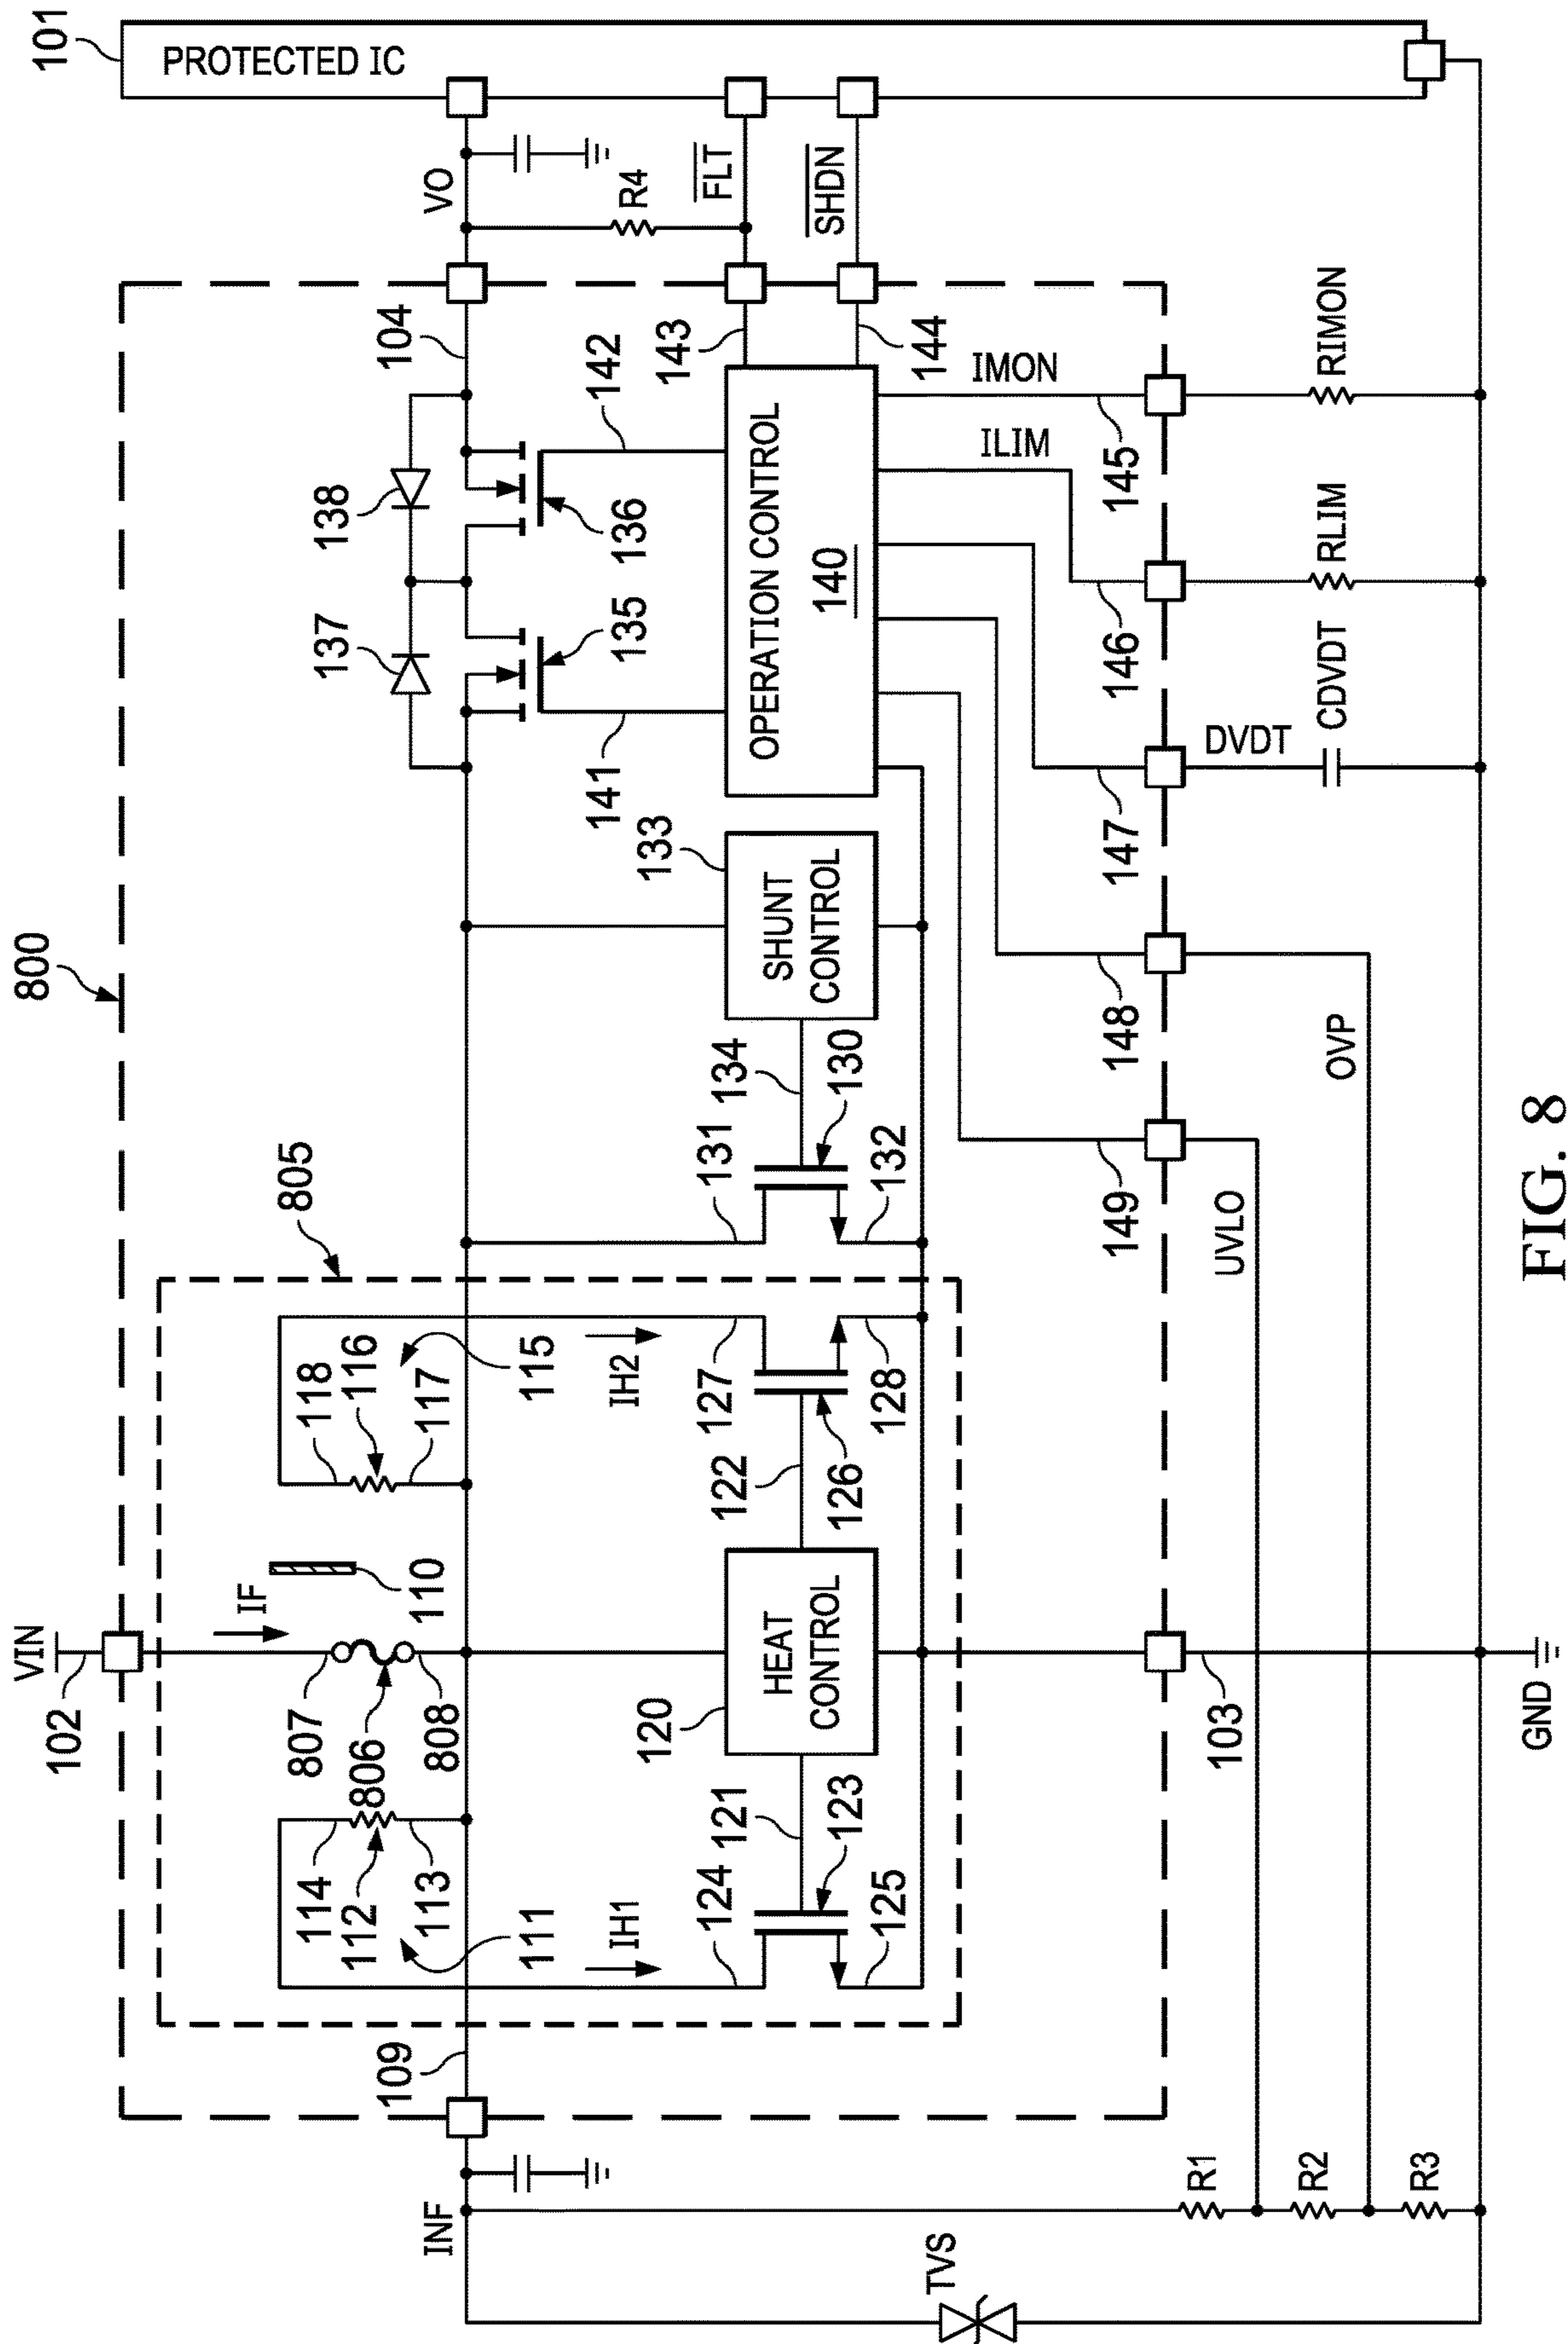 800
101
PROTECTED IC
VIN
102
IF
110
805
807
806
808
114
112
113
111
118
116
117
115
IH1
IH2
109
INF
120
HEAT
CONTROL
121
122
123
124
125
126
127
128
130
131
132
133
SHUNT
CONTROL
134
137
138
135
136
104
VO
141
142
OPERATION CONTROL
140
143
144
R4
FLT
SHDN
IMON
ILIM
145
146
147
148
149
DVDT
CDVDT
RLIM
RIMON
UVLO
OVP
103
GND
TVS
R1
R2
R3
FIG. 8